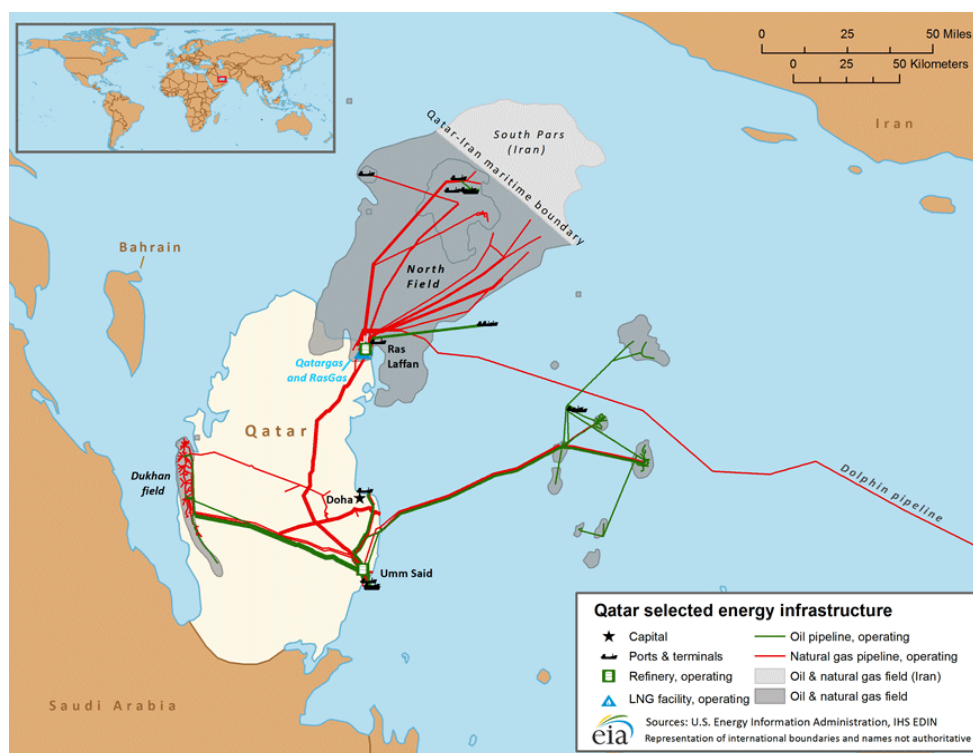 0 25 50 Miles
0 25 50 Kilometers
Iran
South Pars
(Iran)
Qatar-Iran maritime boundary
Bahrain
North
Field
Ras
Laffan
Qatargas
and RasGas
Qatar
Dukhan
field
Doha
Dolphin pipeline
Umm Said
Saudi Arabia
Qatar selected energy infrastructure
Capital
Ports & terminals
Refinery, operating
LNG facility, operating
Oil pipeline, operating
Natural gas pipeline, operating
Oil & natural gas field (Iran)
Oil & natural gas field
eia
Sources: U.S. Energy Information Administration, IHS EDIN
Representation of international boundaries and names not authoritative